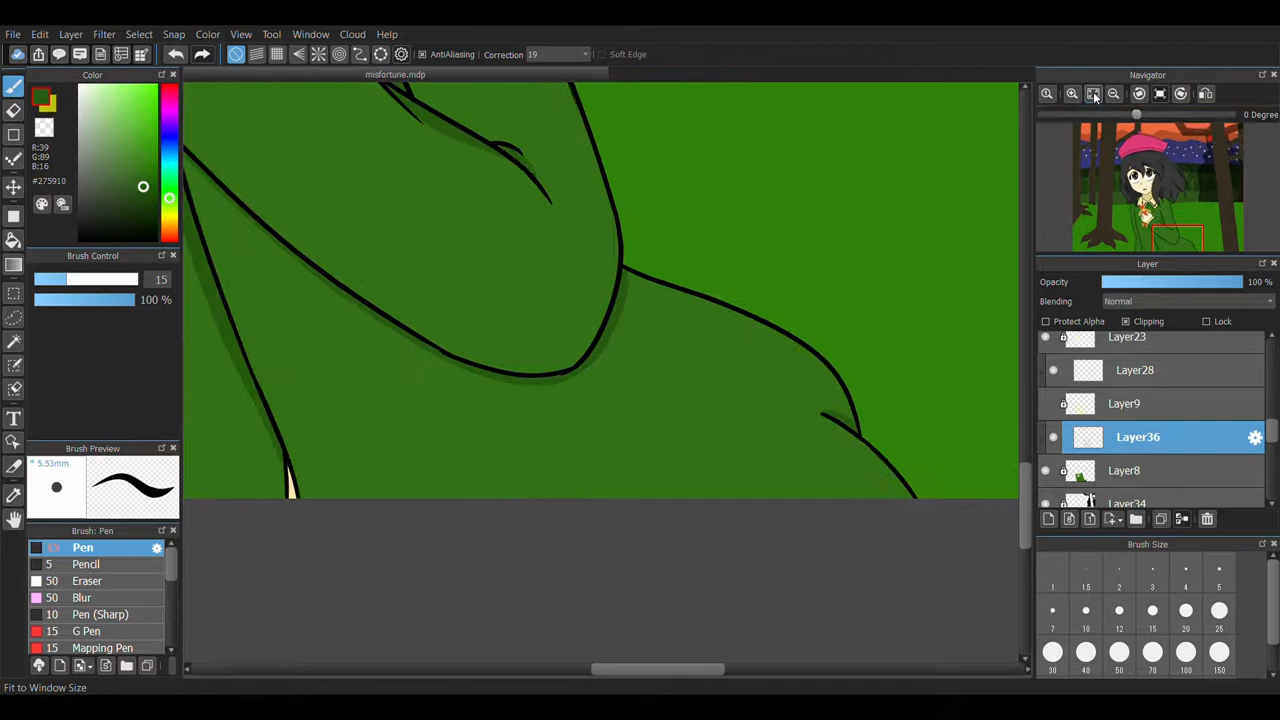 File Edit Layer Filter Select Snap Color View Tool Window Cloud Help
AntiAliasing Correction 19 Soft Edge
Color
misfortune.mdp
Navigator
0 Degree
R:39
G:89
B:16
#275910
Brush Control
15
100 %
Layer
Opacity 100 %
Blending Normal
Protect Alpha Clipping Lock
Layer23
Layer28
Layer9
Layer36
Layer8
Layer34
Brush Preview
* 5.53mm
Brush: Pen
15 Pen
5 Pencil
50 Eraser
50 Blur
10 Pen (Sharp)
15 G Pen
15 Mapping Pen
Brush Size
1 1.5 2 3 4 5
7 10 12 15 20 25
30 40 50 70 100 150
Fit to Window Size